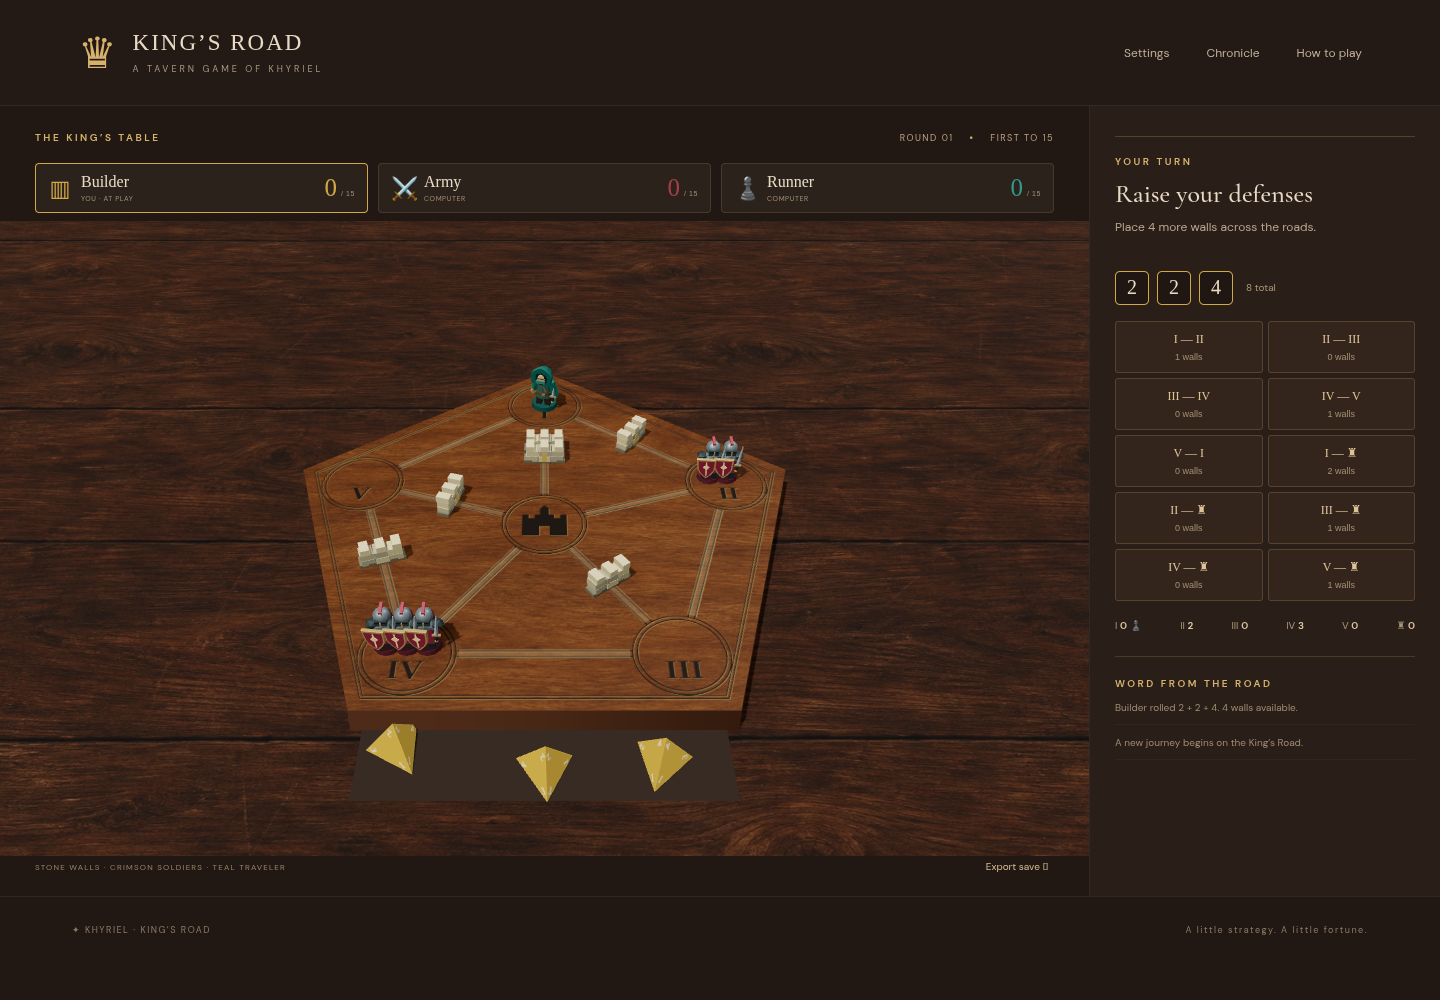 KING’S ROAD
A TAVERN GAME OF KHYRIEL
Settings
Chronicle
How to play
THE KING’S TABLE
ROUND 01 • FIRST TO 15
Builder
YOU · AT PLAY
0 / 15
Army
COMPUTER
0 / 15
Runner
COMPUTER
0 / 15
V
II
IV
III
STONE WALLS · CRIMSON SOLDIERS · TEAL TRAVELER
Export save
YOUR TURN
Raise your defenses
Place 4 more walls across the roads.
2 2 4 8 total
I — II
1 walls
II — III
0 walls
III — IV
0 walls
IV — V
1 walls
V — I
0 walls
I — ♜
2 walls
II — ♜
0 walls
III — ♜
1 walls
IV — ♜
0 walls
V — ♜
1 walls
I 0 ♟ II 2 III 0 IV 3 V 0 ♜ 0
WORD FROM THE ROAD
Builder rolled 2 + 2 + 4. 4 walls available.
A new journey begins on the King’s Road.
✦ KHYRIEL · KING’S ROAD
A little strategy. A little fortune.